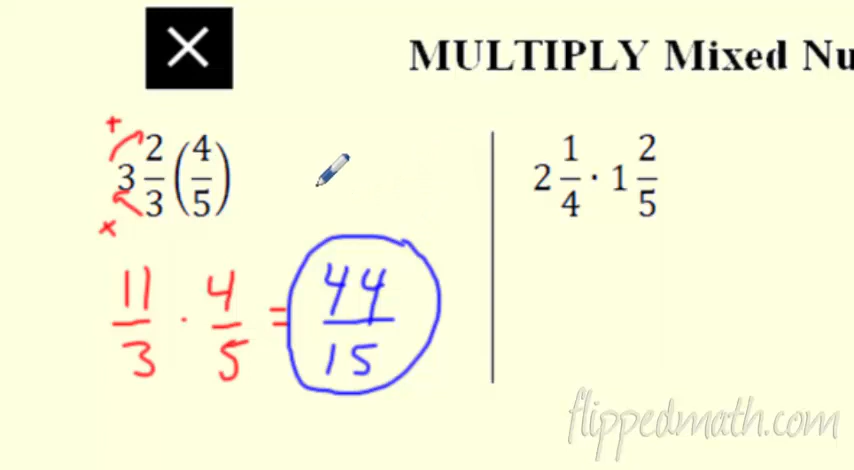 MULTIPLY Mixed Nu
+
3 2/3 (4/5)
×
11/3 · 4/5 = 44/15
2 1/4 · 1 2/5
flippedmath.com